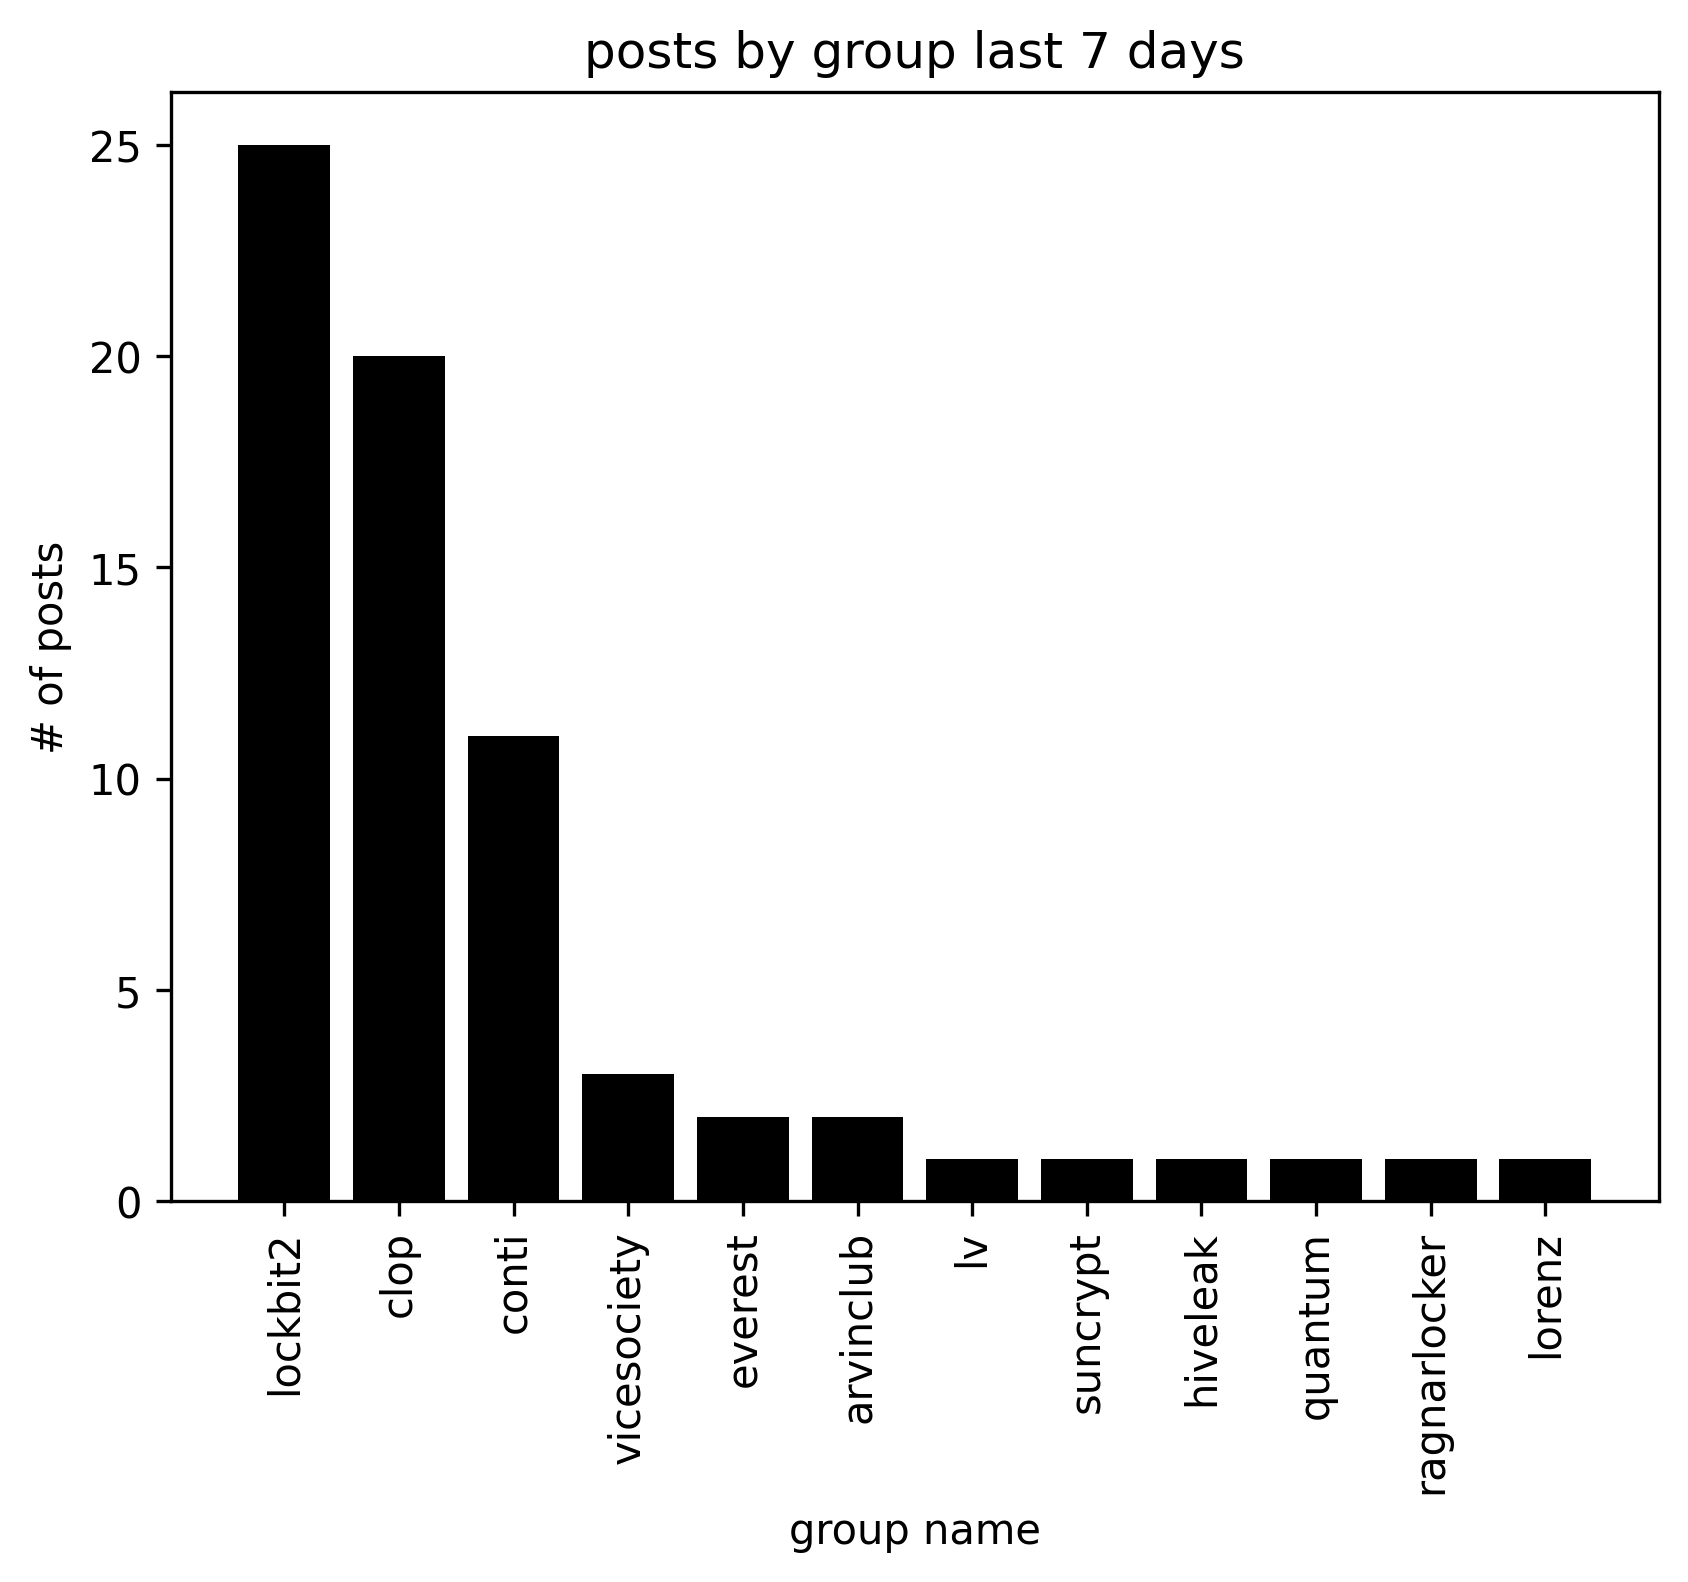 posts by group last 7 days
# of posts
25
20
15
10
5
0
lockbit2
clop
conti
vicesociety
everest
arvinclub
lv
suncrypt
hiveleak
quantum
ragnarlocker
lorenz
group name